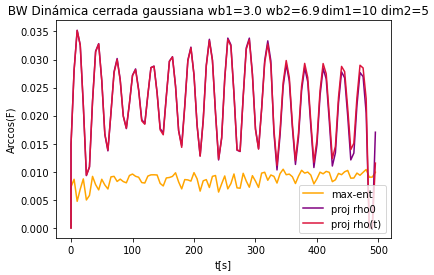 BW Dinámica cerrada gaussiana wb1=3.0 wb2=6.9 dim1=10 dim2=5
Arccos(F)
0.035
0.030
0.025
0.020
0.015
0.010
0.005
0.000
max-ent
proj rho0
proj rho(t)
0 100 200 300 400 500
t[s]